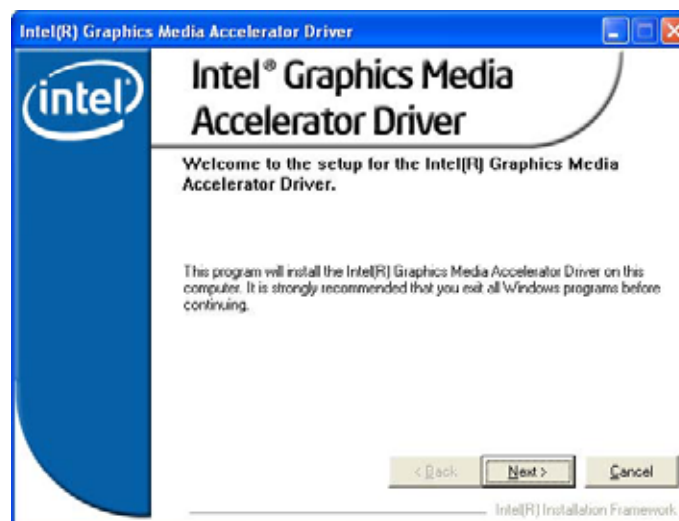 Intel(R) Graphics Media Accelerator Driver
intel
Intel® Graphics Media
Accelerator Driver
Welcome to the setup for the Intel(R) Graphics Media
Accelerator Driver.
This program will install the Intel(R) Graphics Media Accelerator Driver on this
computer. It is strongly recommended that you exit all Windows programs before
continuing.
< Back
Next >
Cancel
Intel(R) Installation Framework